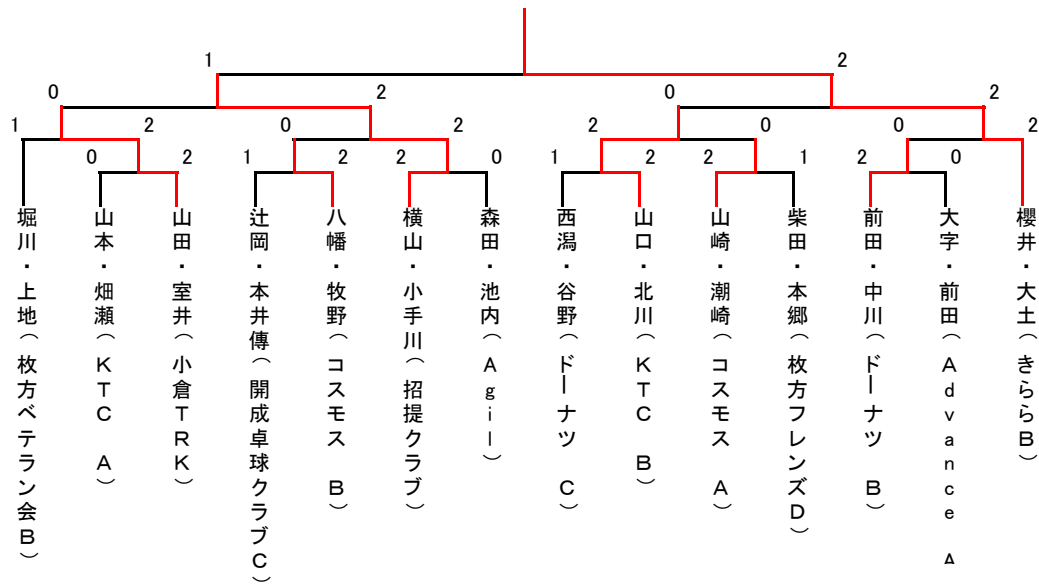 1
2
0
2
0
2
1
2
0
2
2
0
0
2
0
2
1
2
2
0
1
2
2
1
2
0
堀川・上地(枚方ベテラン会B)
山本・畑瀬(KTC A)
山田・室井(小倉TRK)
辻岡・本井傳(開成卓球クラブC)
八幡・牧野(コスモス B)
横山・小手川(招提クラブ)
森田・池内(Agil)
西潟・谷野(ドーナツ C)
山口・北川(KTC B)
山崎・潮崎(コスモス A)
柴田・本郷(枚方フレンズD)
前田・中川(ドーナツ B)
大字・前田(Advance A
櫻井・大土(きららB)